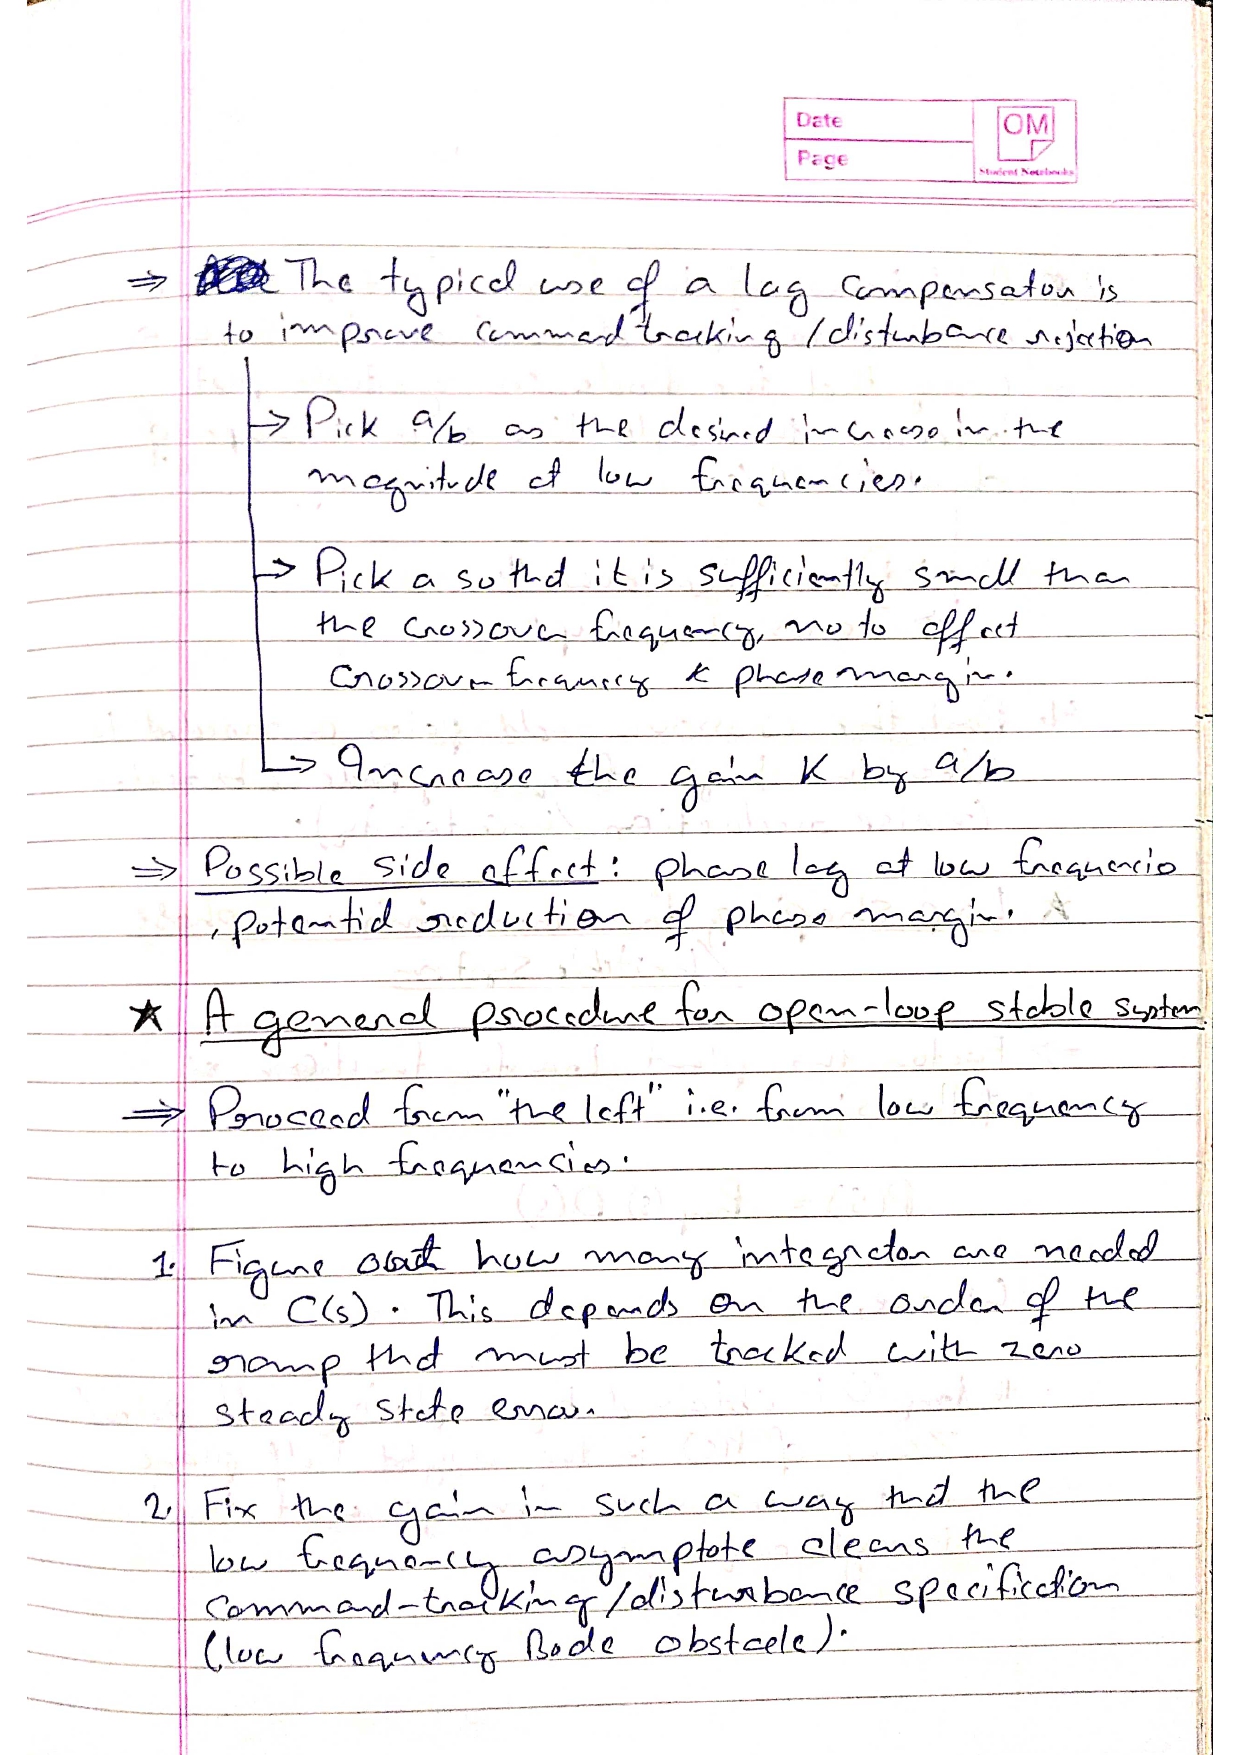 Date
OM
Page
Student Notebooks
⇒ The typical use of a lag compensator is
to improve command tracking / disturbance rejection
→ Pick a/b as the desired increase in the
magnitude at low frequencies.
→ Pick a so that it is sufficiently small than
the crossover frequency, no to affect
crossover frequency & phase margin.
→ Increase the gain K by a/b
⇒ Possible side effect : phase lag at low frequencie
, potential reduction of phase margin.
★ A general procedure for open-loop stable system
⇒ Proceed from "the left" i.e. from low frequency
to high frequencies.
1. Figure out how many integrator are needed
in C(s). This depends on the order of the
ramp that must be tracked with zero
steady state error.
2. Fix the gain in such a way that the
low frequency asymptote clears the
command-tracking/disturbance specification
(low frequency Bode obstacle).